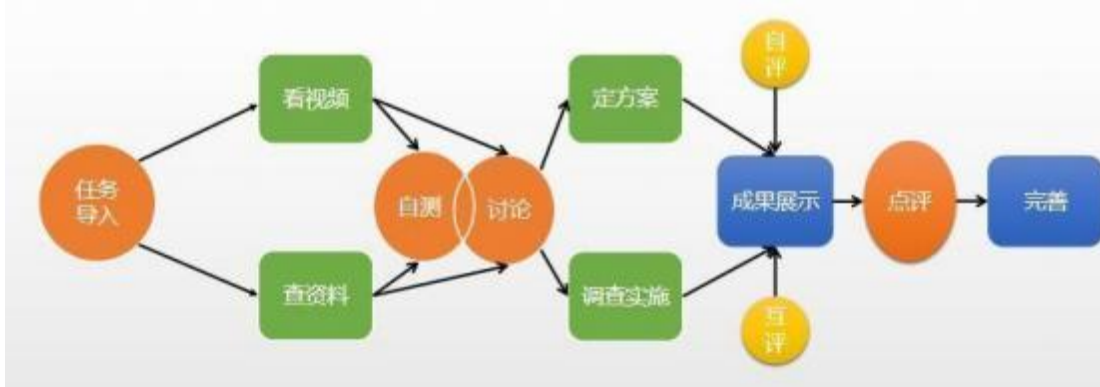 任务
导入
看视频
查资料
自测
讨论
定方案
调查实施
自
评
成果展示
互
评
点评
完善